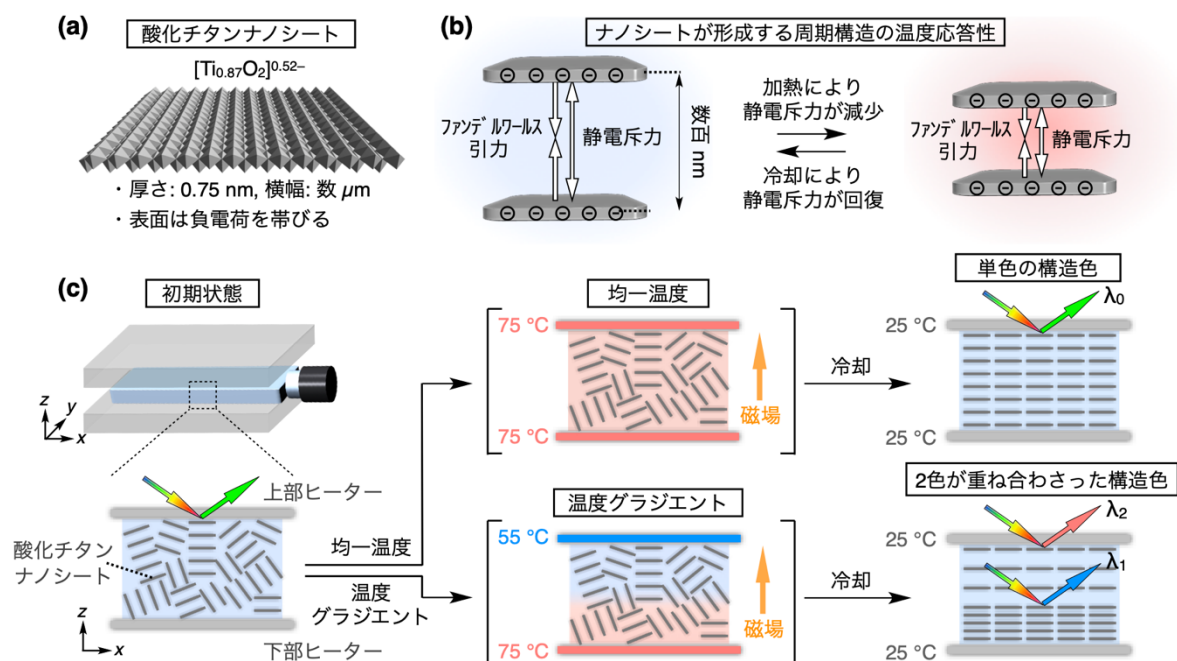 (a)
酸化チタンナノシート
[Ti0.87O2]0.52–
・厚さ: 0.75 nm, 横幅: 数 µm
・表面は負電荷を帯びる
(b)
ナノシートが形成する周期構造の温度応答性
ファンデルワールス
引力
静電斥力
数百 nm
加熱により
静電斥力が減少
冷却により
静電斥力が回復
ファンデルワールス
引力
静電斥力
(c)
初期状態
z
y
x
上部ヒーター
酸化チタン
ナノシート
z
x
下部ヒーター
均一温度
温度
グラジエント
均一温度
75 °C
75 °C
磁場
冷却
単色の構造色
λ0
25 °C
25 °C
温度グラジエント
55 °C
75 °C
磁場
冷却
2色が重ね合わさった構造色
λ2
λ1
25 °C
25 °C